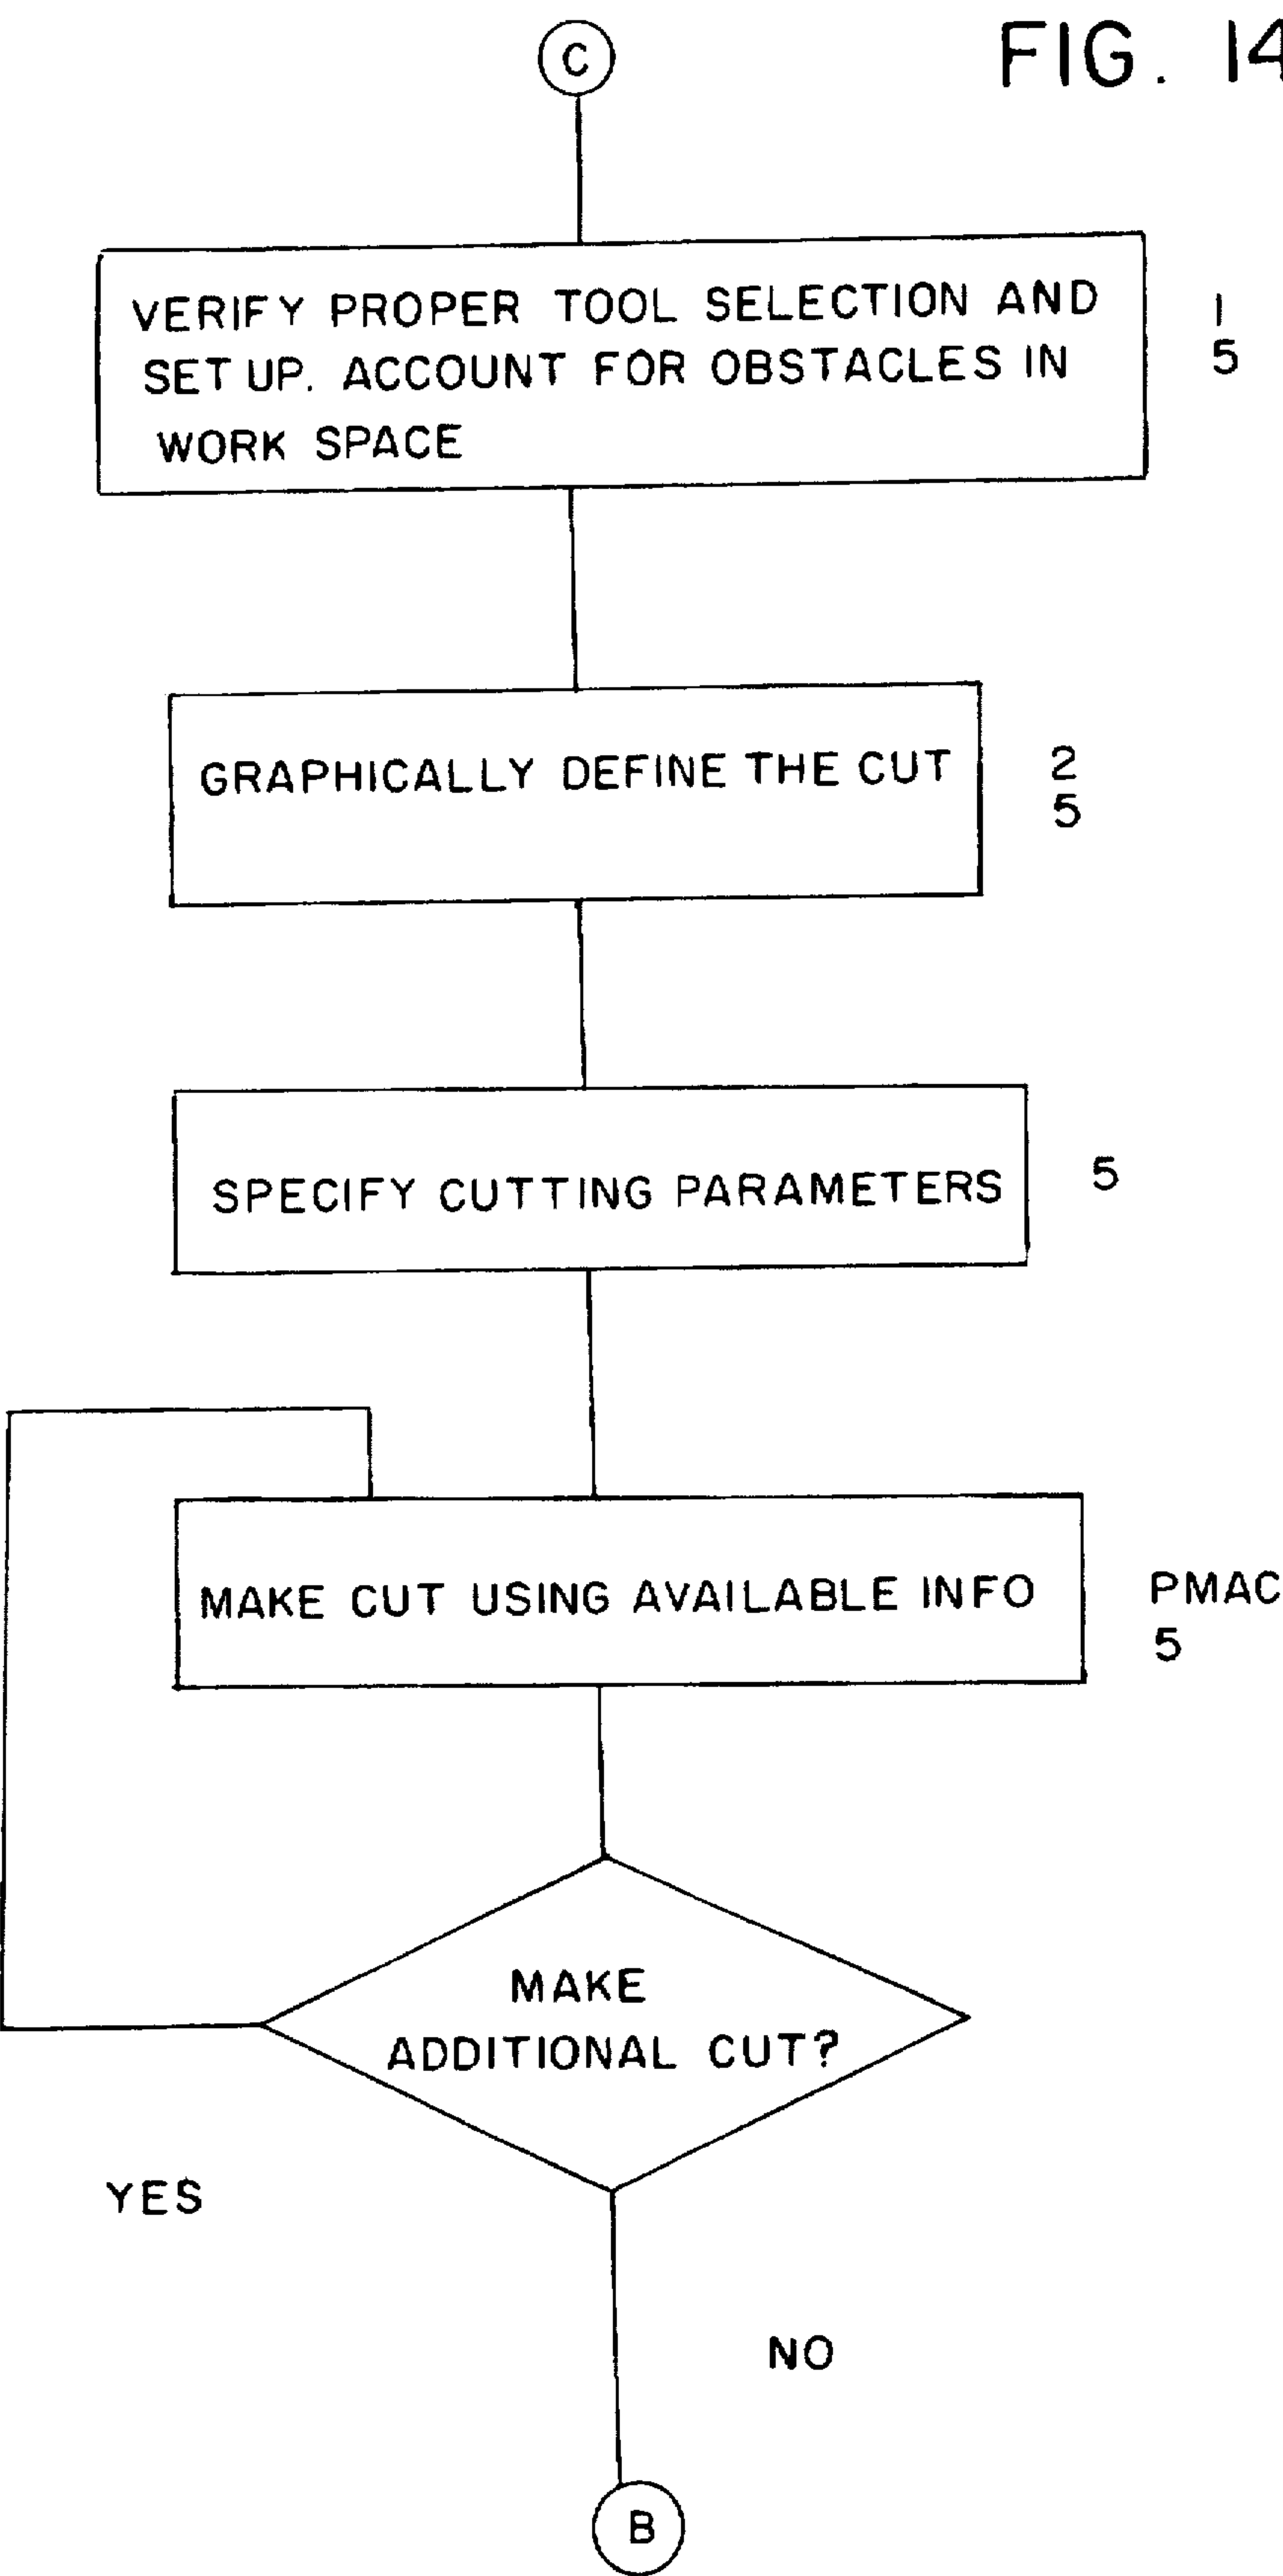 C
FIG. 14
VERIFY PROPER TOOL SELECTION AND
SET UP. ACCOUNT FOR OBSTACLES IN
WORK SPACE
1
5
GRAPHICALLY DEFINE THE CUT
2
5
SPECIFY CUTTING PARAMETERS
5
MAKE CUT USING AVAILABLE INFO
PMAC
5
MAKE
ADDITIONAL CUT?
YES
NO
B